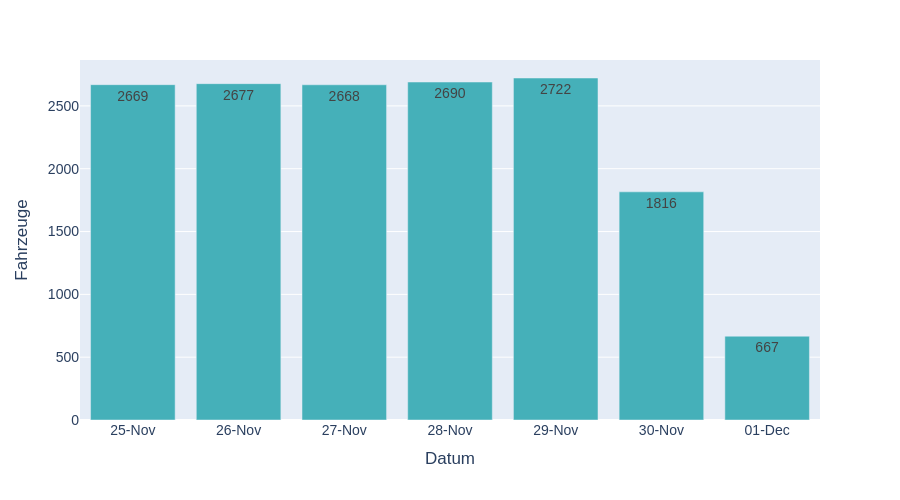 2669
2677
2668
2690
2722
1816
667
2500
2000
1500
1000
500
0
Fahrzeuge
25-Nov
26-Nov
27-Nov
28-Nov
29-Nov
30-Nov
01-Dec
Datum